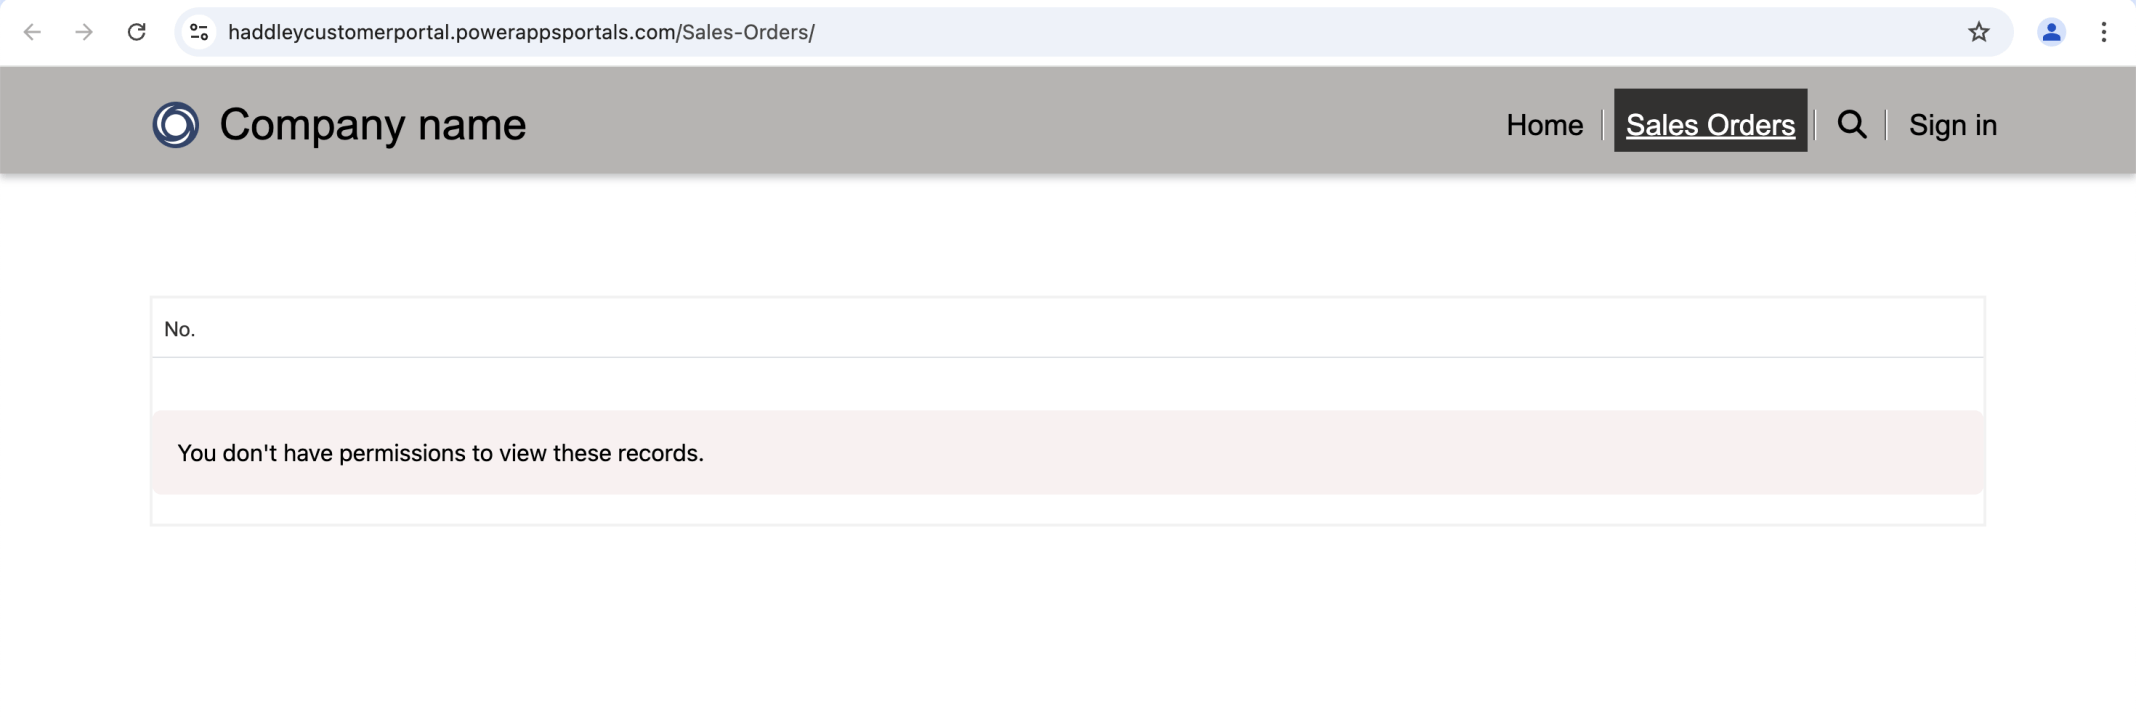 haddleycustomerportal.powerappsportals.com/Sales-Orders/
Company name
Home
Sales Orders
Sign in
No.
You don't have permissions to view these records.